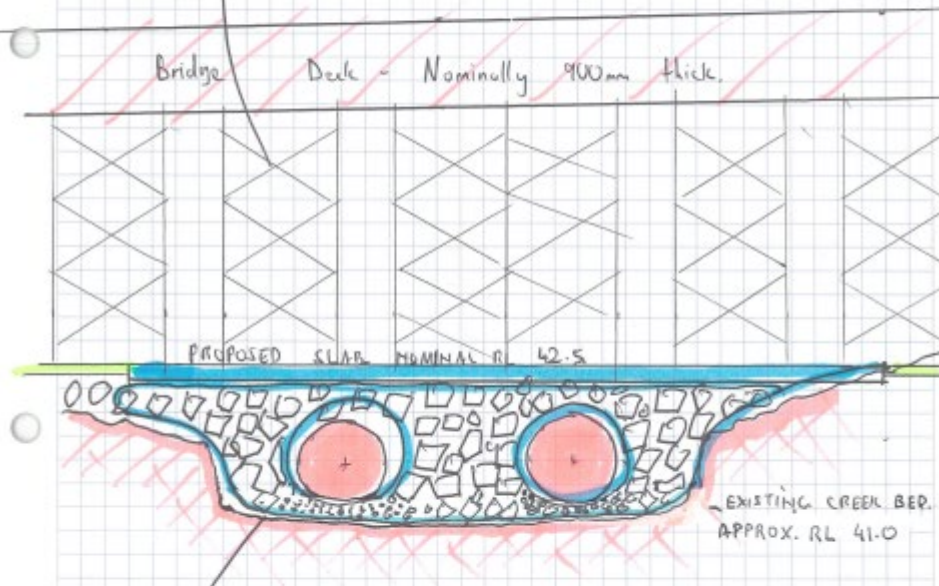 Bridge Deck - Nominally 900mm thick.
PROPOSED SLAB NOMINAL RL 42.5
EXISTING CREEK BED.
APPROX. RL 41.0